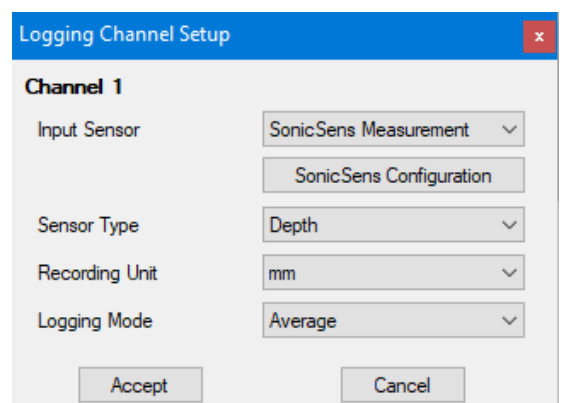 Logging Channel Setup
x
Channel 1
Input Sensor SonicSens Measurement
SonicSens Configuration
Sensor Type Depth
Recording Unit mm
Logging Mode Average
Accept Cancel